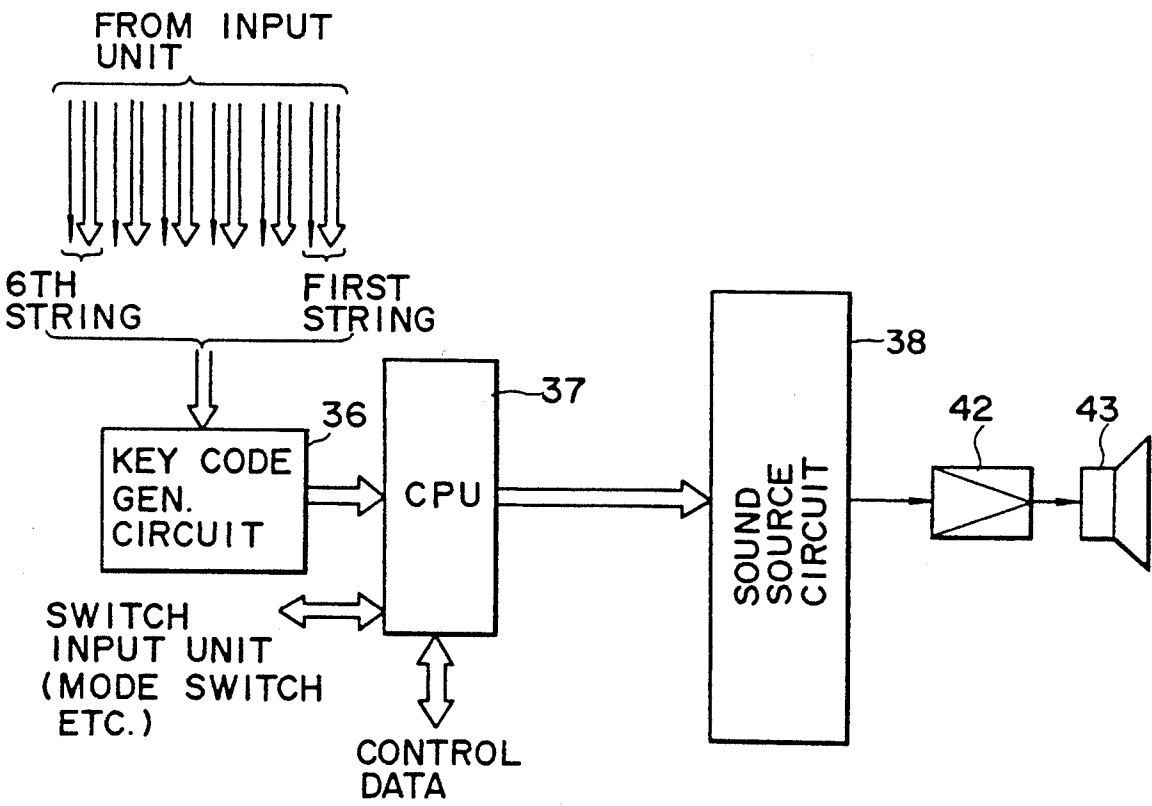 FROM INPUT
UNIT
6TH
STRING
FIRST
STRING
36
KEY CODE
GEN.
CIRCUIT
37
CPU
SWITCH
INPUT UNIT
(MODE SWITCH
ETC.)
CONTROL
DATA
38
SOUND
SOURCE
CIRCUIT
42
43